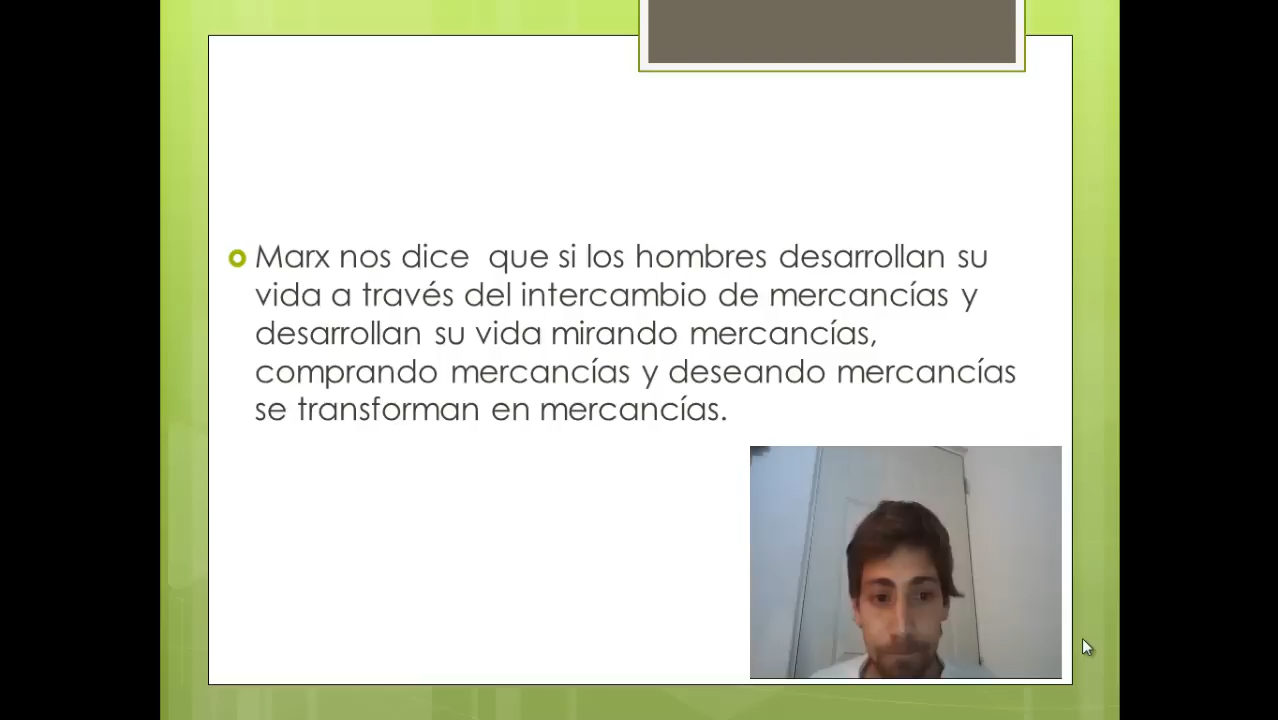 Marx nos dice  que si los hombres desarrollan su
vida a través del intercambio de mercancías y
desarrollan su vida mirando mercancías,
comprando mercancías y deseando mercancías
se transforman en mercancías.